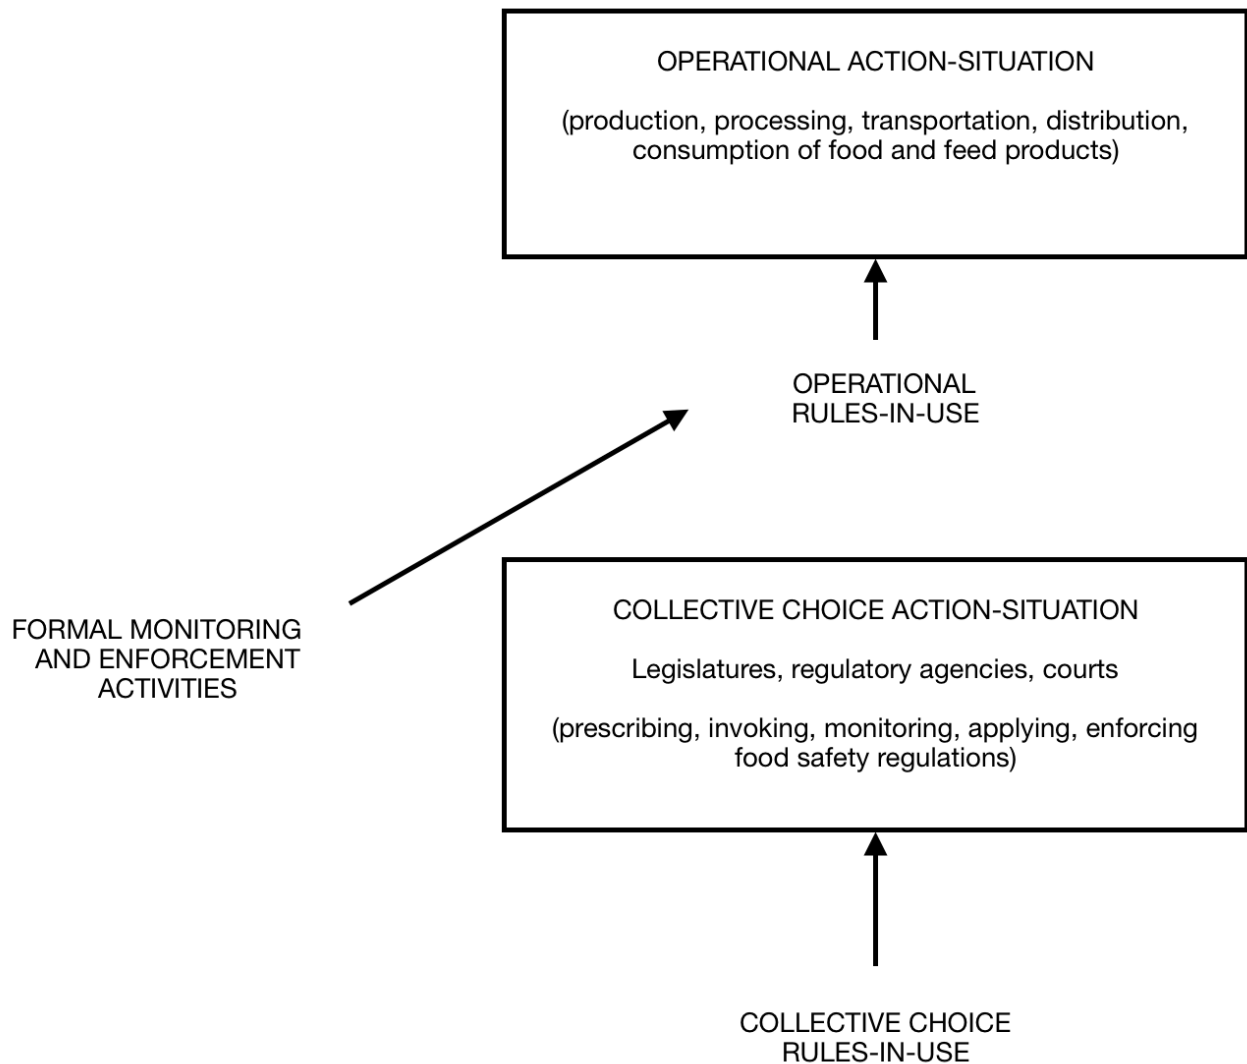 OPERATIONAL ACTION-SITUATION
(production, processing, transportation, distribution,
consumption of food and feed products)
OPERATIONAL
RULES-IN-USE
FORMAL MONITORING
AND ENFORCEMENT
ACTIVITIES
COLLECTIVE CHOICE ACTION-SITUATION
Legislatures, regulatory agencies, courts
(prescribing, invoking, monitoring, applying, enforcing
food safety regulations)
COLLECTIVE CHOICE
RULES-IN-USE